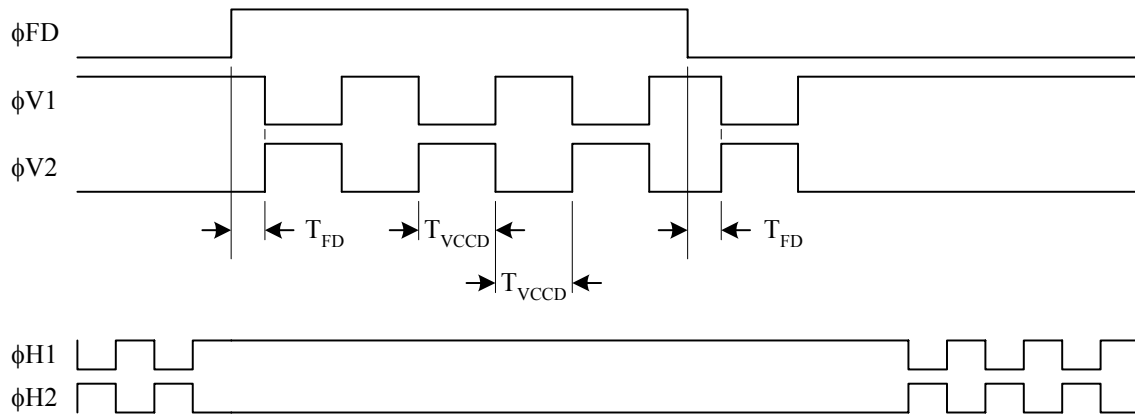 ϕFD
ϕV1
ϕV2
T_FD T_VCCD T_FD
T_VCCD
ϕH1
ϕH2